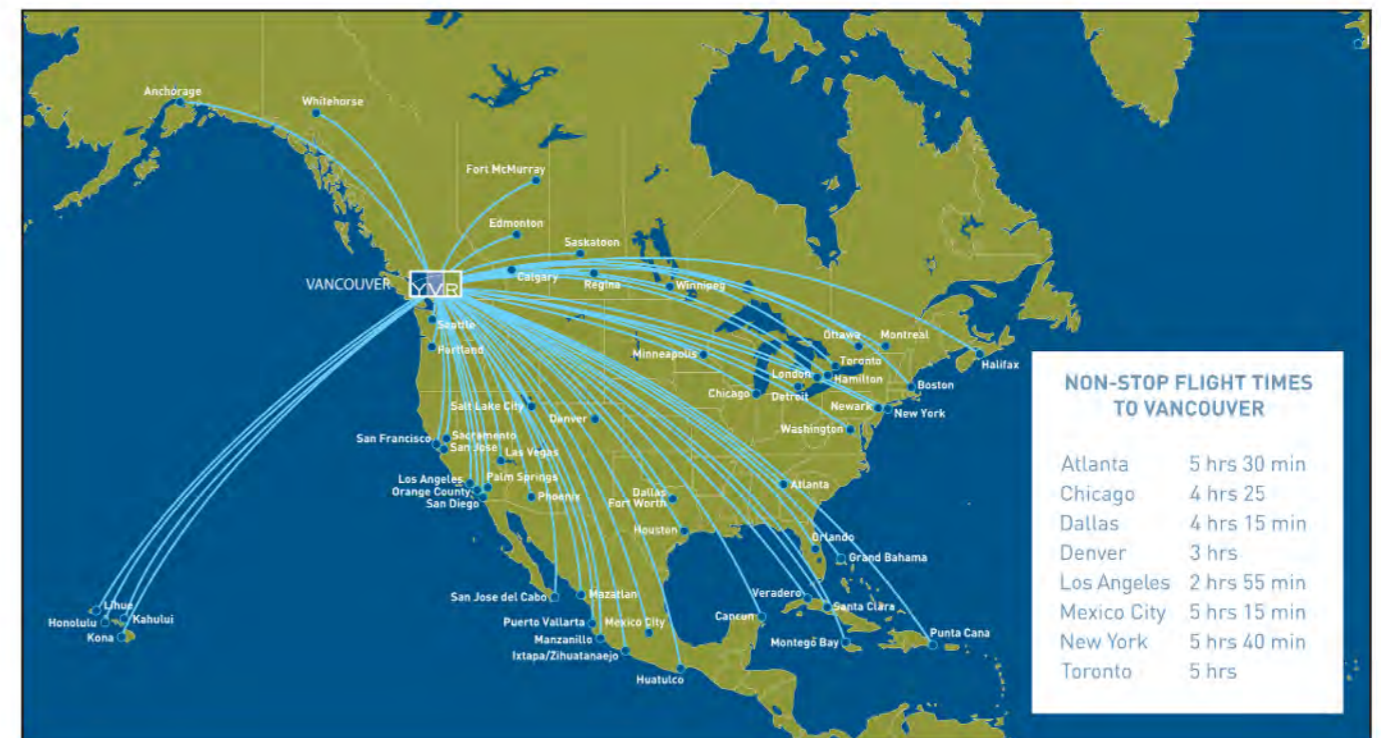 Anchorage
Whitehorse
Fort McMurray
Edmonton
Saskatoon
VANCOUVER
YVR
Calgary
Regina
Winnipeg
Seattle
Portland
Ottawa
Montreal
Minneapolis
Toronto
Halifax
London
Hamilton
Chicago
Detroit
Boston
Salt Lake City
Denver
Newark
New York
Washington
San Francisco
Sacramento
San Jose
Las Vegas
Los Angeles
Palm Springs
Orange County
San Diego
Phoenix
Dallas
Fort Worth
Atlanta
Houston
Orlando
Grand Bahama
San Jose del Cabo
Mazatlan
Veradero
Santa Clara
Lihue
Honolulu
Kahului
Kona
Puerto Vallarta
Mexico City
Cancun
Manzanillo
Montego Bay
Punta Cana
Ixtapa/Zihuatanaejo
Huatulco
NON-STOP FLIGHT TIMES
TO VANCOUVER
Atlanta 5 hrs 30 min
Chicago 4 hrs 25
Dallas 4 hrs 15 min
Denver 3 hrs
Los Angeles 2 hrs 55 min
Mexico City 5 hrs 15 min
New York 5 hrs 40 min
Toronto 5 hrs